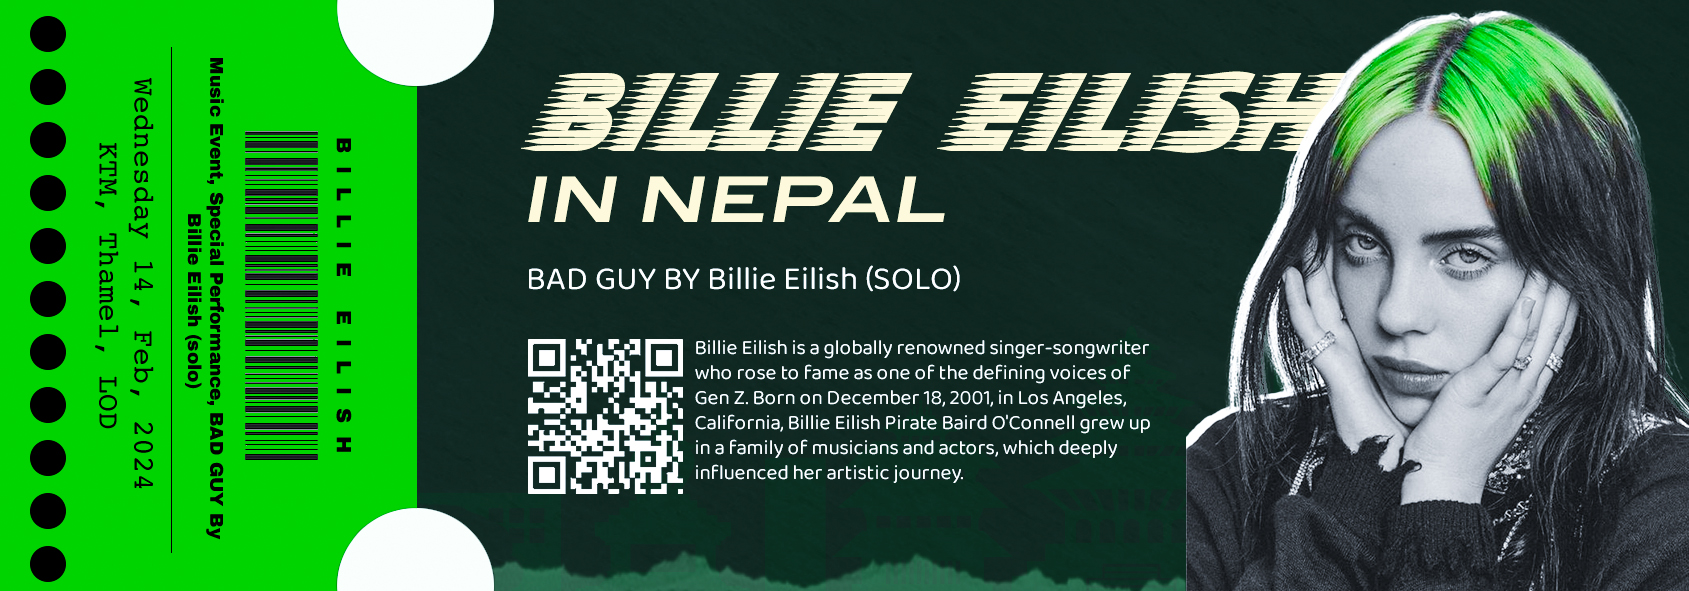 Wednesday 14, Feb, 2024
KTM, Thamel, LOD
Music Event, Special Performance, BAD GUY By
Billie Eilish (solo)
BILLIE EILISH
BILLIE EILISH
IN NEPAL
BAD GUY BY Billie Eilish (SOLO)
Billie Eilish is a globally renowned singer-songwriter
who rose to fame as one of the defining voices of
Gen Z. Born on December 18, 2001, in Los Angeles,
California, Billie Eilish Pirate Baird O'Connell grew up
in a family of musicians and actors, which deeply
influenced her artistic journey.